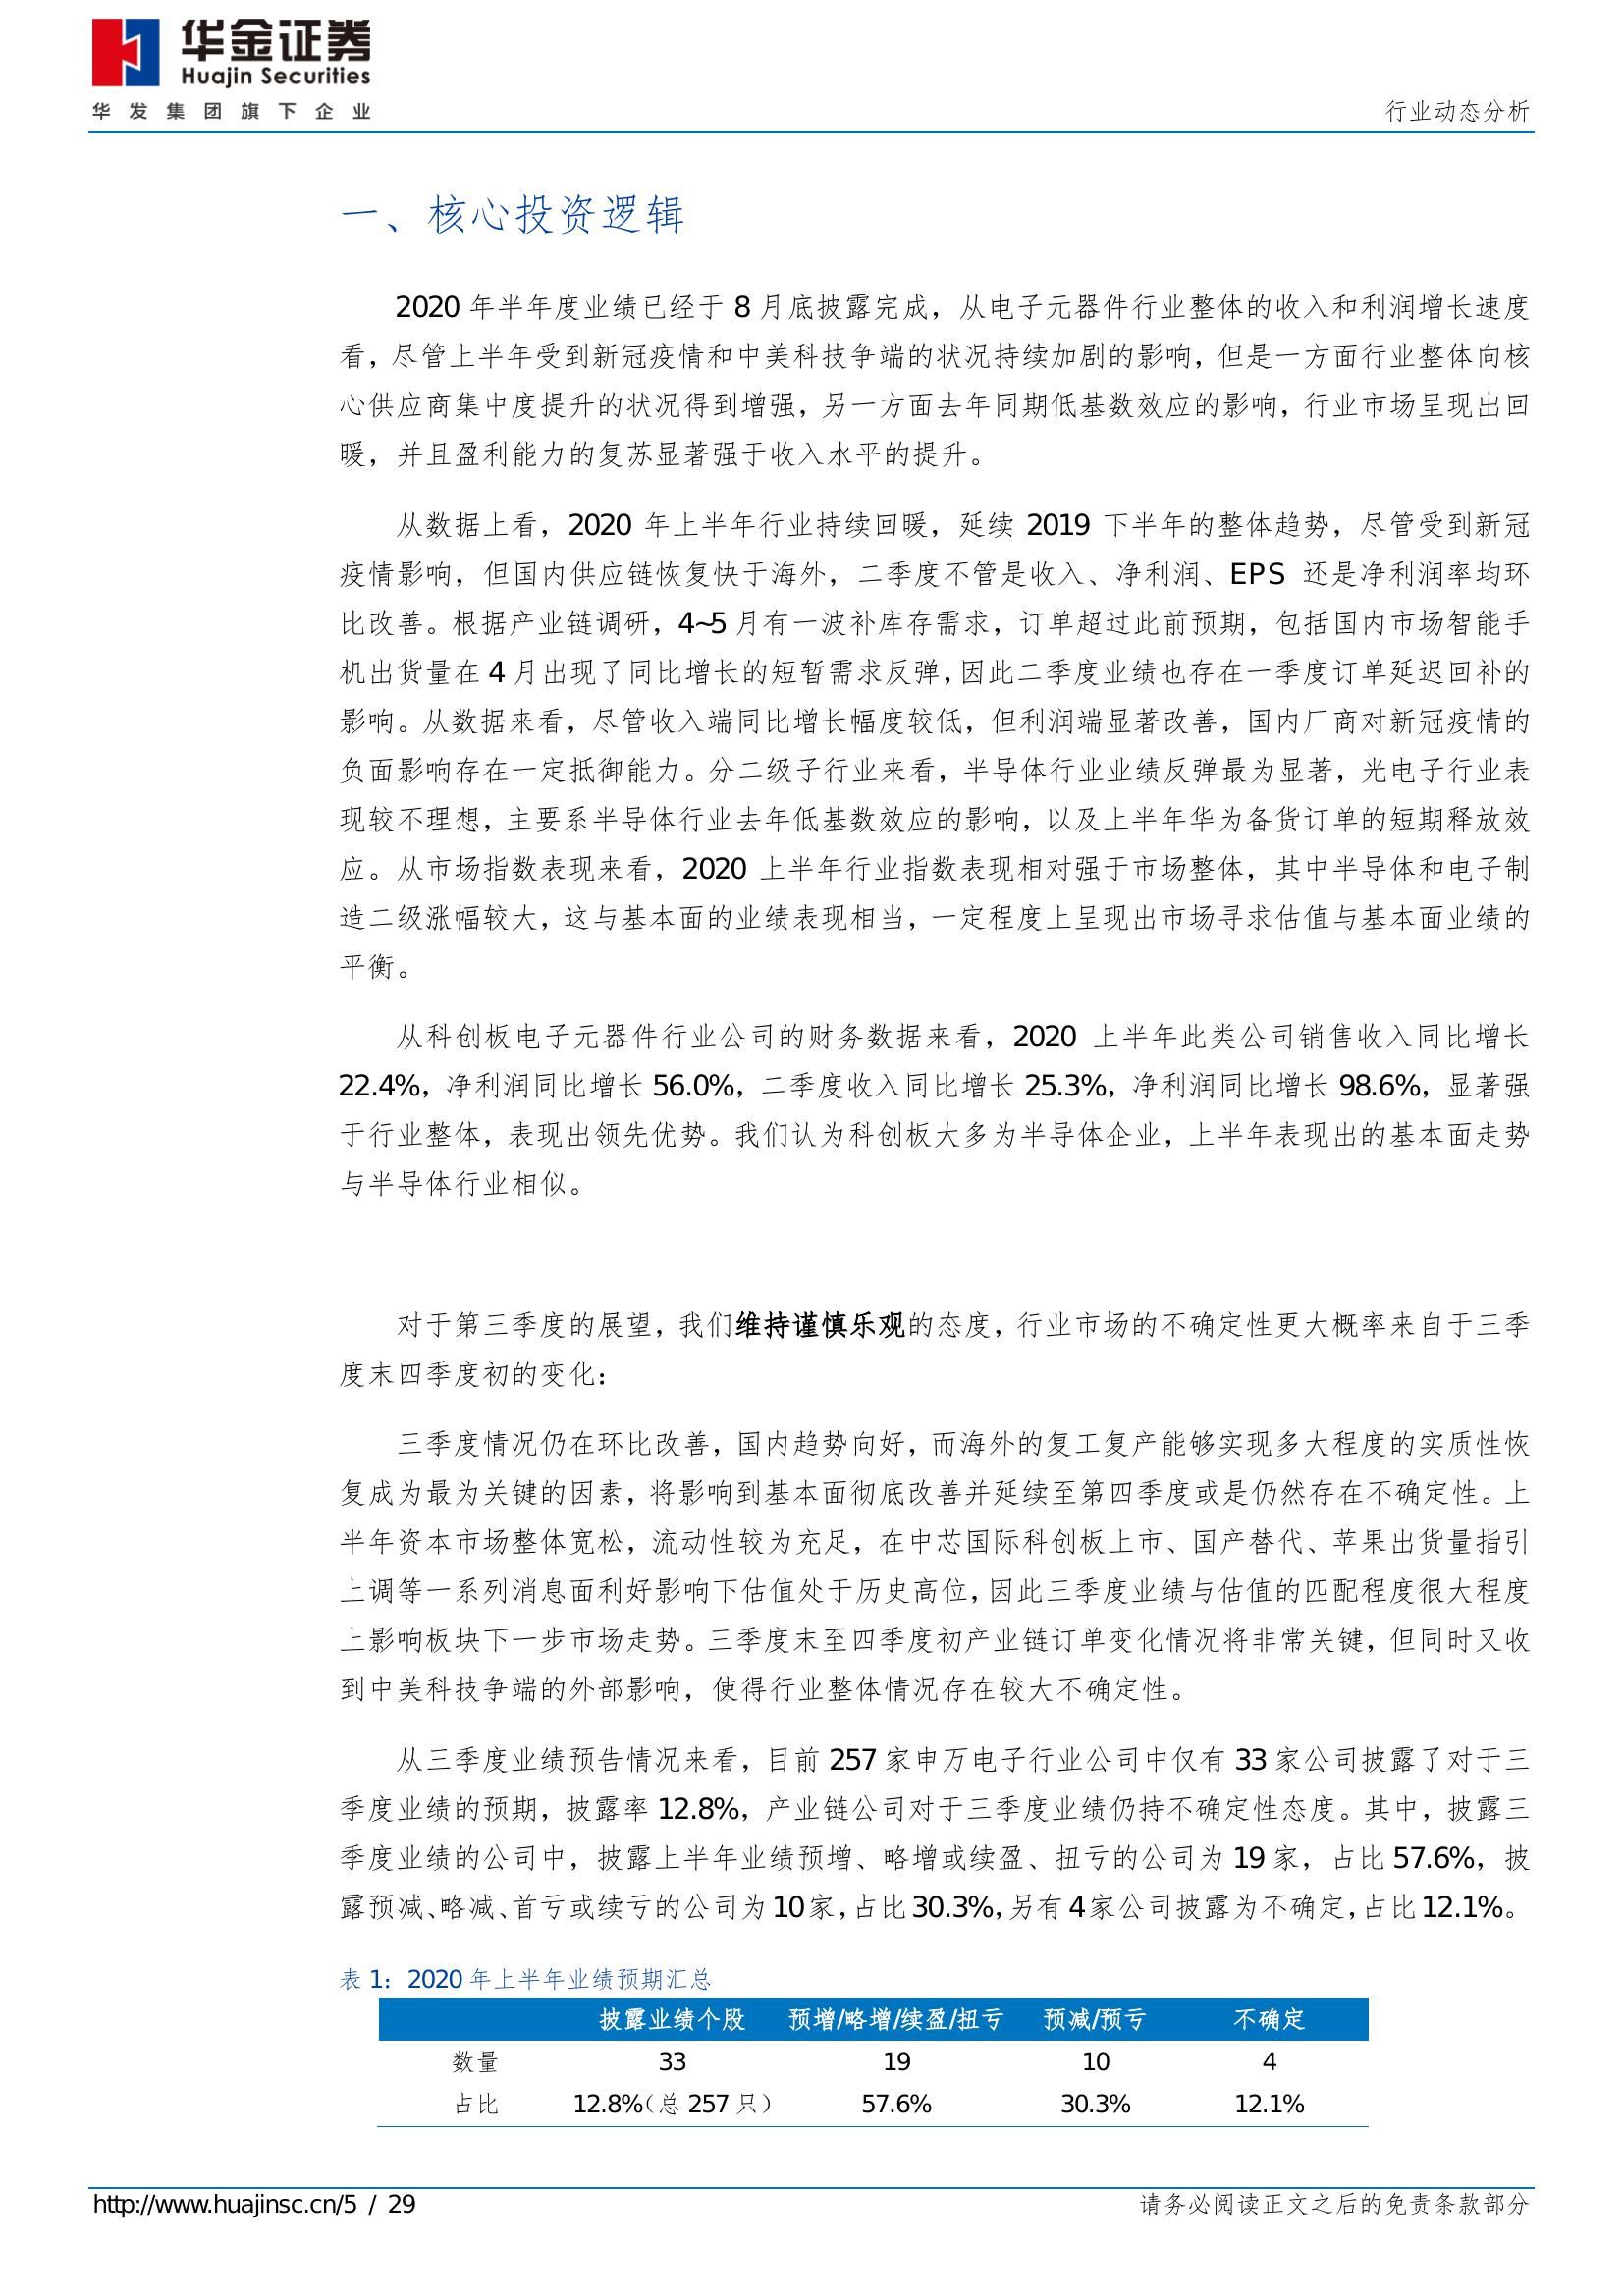 华金证券
Huajin Securities
华发集团旗下企业
行业动态分析
一、核心投资逻辑
2020 年半年度业绩已经于 8 月底披露完成，从电子元器件行业整体的收入和利润增长速度
看，尽管上半年受到新冠疫情和中美科技争端的状况持续加剧的影响，但是一方面行业整体向核
心供应商集中度提升的状况得到增强，另一方面去年同期低基数效应的影响，行业市场呈现出回
暖，并且盈利能力的复苏显著强于收入水平的提升。
从数据上看，2020 年上半年行业持续回暖，延续 2019 下半年的整体趋势，尽管受到新冠
疫情影响，但国内供应链恢复快于海外，二季度不管是收入、净利润、EPS 还是净利润率均环
比改善。根据产业链调研，4~5 月有一波补库存需求，订单超过此前预期，包括国内市场智能手
机出货量在 4 月出现了同比增长的短暂需求反弹，因此二季度业绩也存在一季度订单延迟回补的
影响。从数据来看，尽管收入端同比增长幅度较低，但利润端显著改善，国内厂商对新冠疫情的
负面影响存在一定抵御能力。分二级子行业来看，半导体行业业绩反弹最为显著，光电子行业表
现较不理想，主要系半导体行业去年低基数效应的影响，以及上半年华为备货订单的短期释放效
应。从市场指数表现来看，2020 上半年行业指数表现相对强于市场整体，其中半导体和电子制
造二级涨幅较大，这与基本面的业绩表现相当，一定程度上呈现出市场寻求估值与基本面业绩的
平衡。
从科创板电子元器件行业公司的财务数据来看，2020 上半年此类公司销售收入同比增长
22.4%，净利润同比增长 56.0%，二季度收入同比增长 25.3%，净利润同比增长 98.6%，显著强
于行业整体，表现出领先优势。我们认为科创板大多为半导体企业，上半年表现出的基本面走势
与半导体行业相似。
对于第三季度的展望，我们维持谨慎乐观的态度，行业市场的不确定性更大概率来自于三季
度末四季度初的变化：
三季度情况仍在环比改善，国内趋势向好，而海外的复工复产能够实现多大程度的实质性恢
复成为最为关键的因素，将影响到基本面彻底改善并延续至第四季度或是仍然存在不确定性。上
半年资本市场整体宽松，流动性较为充足，在中芯国际科创板上市、国产替代、苹果出货量指引
上调等一系列消息面利好影响下估值处于历史高位，因此三季度业绩与估值的匹配程度很大程度
上影响板块下一步市场走势。三季度末至四季度初产业链订单变化情况将非常关键，但同时又收
到中美科技争端的外部影响，使得行业整体情况存在较大不确定性。
从三季度业绩预告情况来看，目前 257 家申万电子行业公司中仅有 33 家公司披露了对于三
季度业绩的预期，披露率 12.8%，产业链公司对于三季度业绩仍持不确定性态度。其中，披露三
季度业绩的公司中，披露上半年业绩预增、略增或续盈、扭亏的公司为 19 家，占比 57.6%，披
露预减、略减、首亏或续亏的公司为 10 家，占比 30.3%，另有 4 家公司披露为不确定，占比 12.1%。
表 1：2020 年上半年业绩预期汇总
披露业绩个股 预增/略增/续盈/扭亏 预减/预亏 不确定
数量 33 19 10 4
占比 12.8%（总 257 只） 57.6% 30.3% 12.1%
http://www.huajinsc.cn/5 / 29
请务必阅读正文之后的免责条款部分